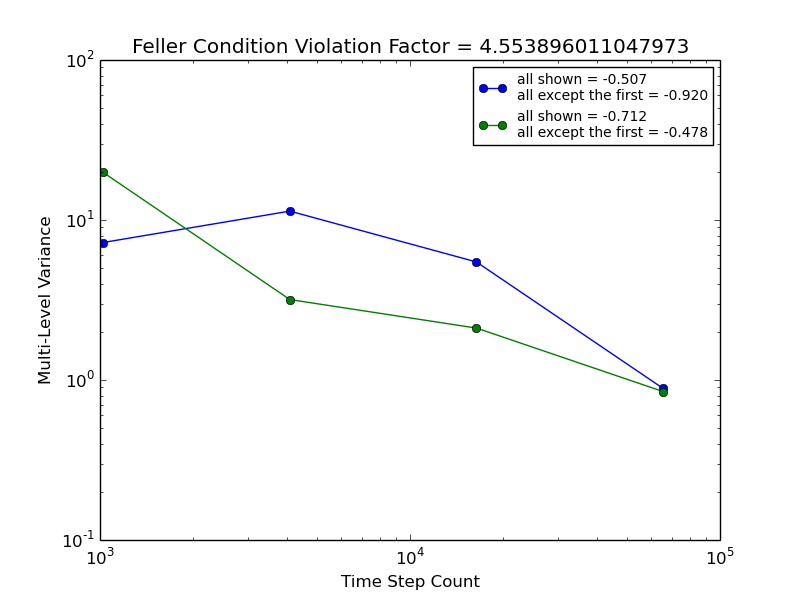 Feller Condition Violation Factor = 4.553896011047973
all shown = -0.507
all except the first = -0.920
all shown = -0.712
all except the first = -0.478
Multi-Level Variance
10^2
10^1
10^0
10^-1
10^3
10^4
10^5
Time Step Count